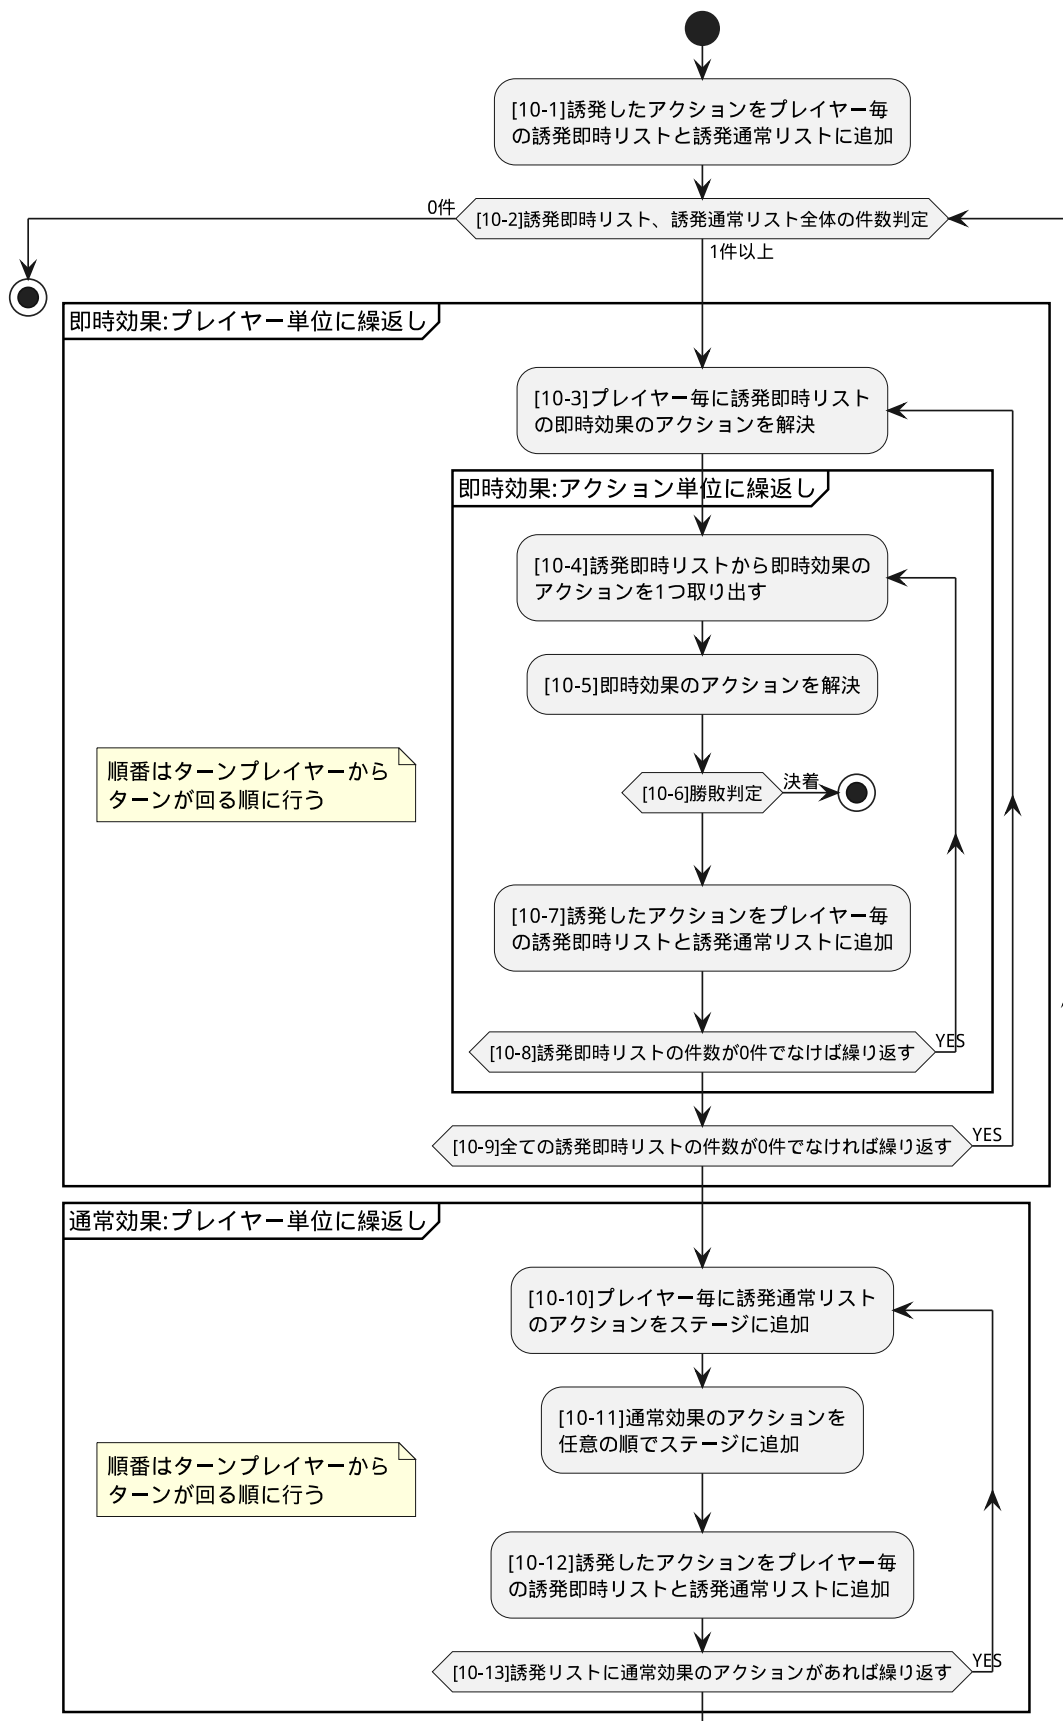 [10-1]誘発したアクションをプレイヤー毎
の誘発即時リストと誘発通常リストに追加
0件
[10-2]誘発即時リスト、誘発通常リスト全体の件数判定
1件以上
即時効果:プレイヤー単位に繰返し
[10-3]プレイヤー毎に誘発即時リスト
の即時効果のアクションを解決
即時効果:アクション単位に繰返し
[10-4]誘発即時リストから即時効果の
アクションを1つ取り出す
[10-5]即時効果のアクションを解決
順番はターンプレイヤーから
ターンが回る順に行う
[10-6]勝敗判定
決着
[10-7]誘発したアクションをプレイヤー毎
の誘発即時リストと誘発通常リストに追加
[10-8]誘発即時リストの件数が0件でなけば繰り返す
YES
[10-9]全ての誘発即時リストの件数が0件でなければ繰り返す
YES
通常効果:プレイヤー単位に繰返し
[10-10]プレイヤー毎に誘発通常リスト
のアクションをステージに追加
[10-11]通常効果のアクションを
任意の順でステージに追加
順番はターンプレイヤーから
ターンが回る順に行う
[10-12]誘発したアクションをプレイヤー毎
の誘発即時リストと誘発通常リストに追加
[10-13]誘発リストに通常効果のアクションがあれば繰り返す
YES